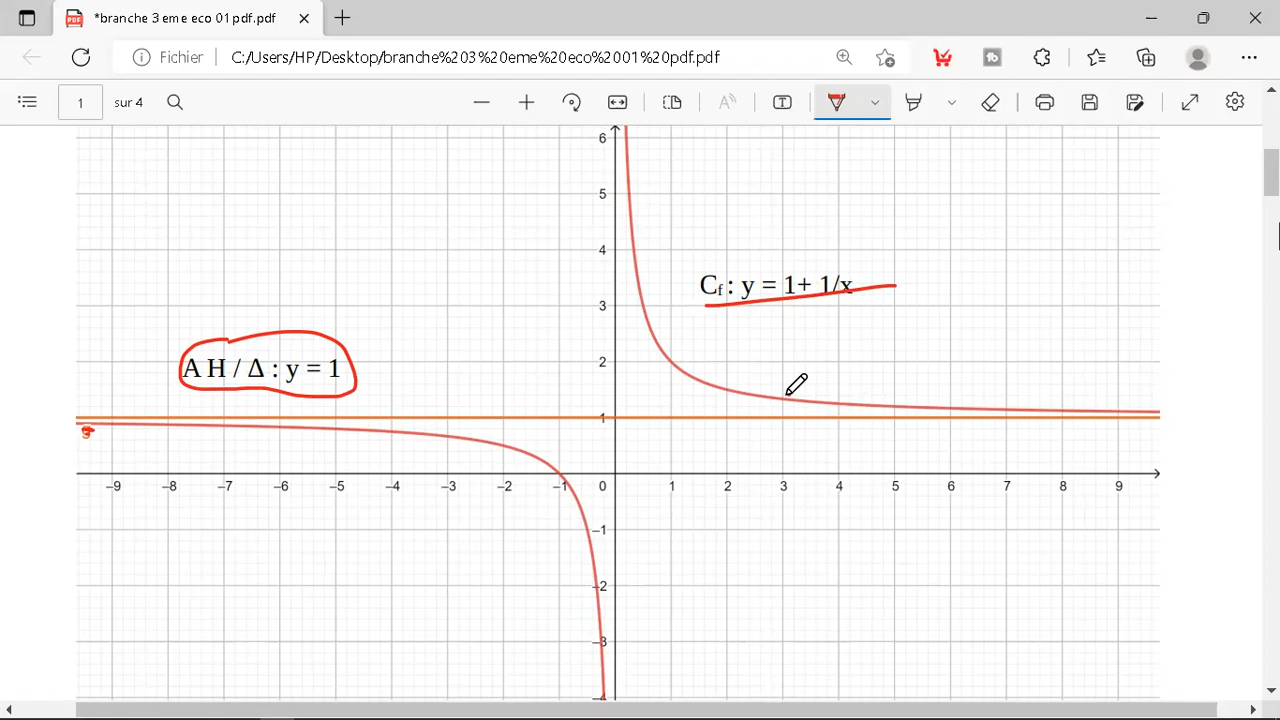 *branche 3 eme eco 01 pdf.pdf
Fichier C:/Users/HP/Desktop/branche%203%20eme%20eco%2001%20pdf.pdf
1 sur 4
6
5
4
3
2
1
Cf : y = 1+ 1/x
A H / Δ : y = 1
−9 −8 −7 −6 −5 −4 −3 −2 −1 0 1 2 3 4 5 6 7 8 9
−1
−2
−3
−4